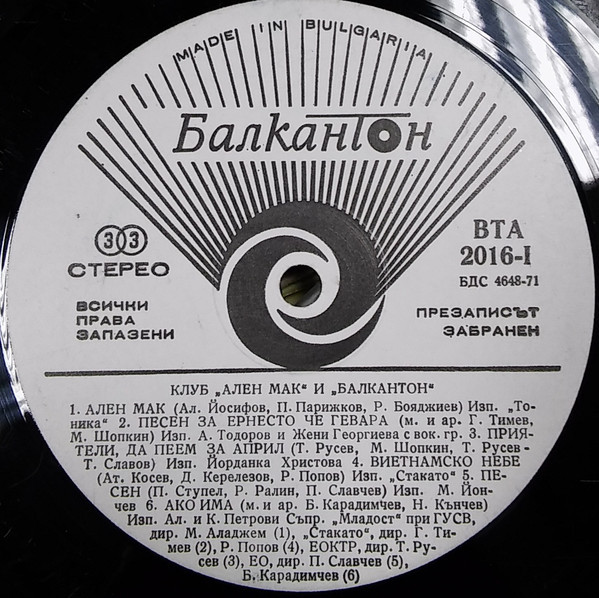 MADE IN BULGARIA
Балкантон
33
СТЕРЕО
ВТА
2016-I
БДС 4648-71
ВСИЧКИ
ПРАВА
ЗАПАЗЕНИ
ПРЕЗАПИСЪТ
ЗАБРАНЕН
КЛУБ „АЛЕН МАК“ И „БАЛКАНТОН“
1. АЛЕН МАК (Ал. Йосифов, П. Парижков, Р. Бояджиев) Изп. „То-
ника“ 2. ПЕСЕН ЗА ЕРНЕСТО ЧЕ ГЕВАРА (м. и ар. Г. Тимев,
М. Шопкин) Изп. А. Тодоров и Жени Георгиева с вок. гр. 3. ПРИЯ-
ТЕЛИ, ДА ПЕЕМ ЗА АПРИЛ (Т. Русев, М. Шопкин, Т. Русев -
Т. Славов) Изп. Йорданка Христова 4. ВИЕТНАМСКО НЕБЕ
(Ат. Косев, Д. Керелезов, Р. Попов) Изп. „Стакато“ 5. ПЕ-
СЕН (П. Ступел, Р. Ралин, П. Славчев) Изп. М. Йон-
чев 6. АКО ИМА (м. и ар. Б. Карадимчев, Н. Кънчев)
Изп. Ал. и К. Петрови Съпр. „Младост“ при ГУСВ,
дир. М. Аладжем (1), „Стакато“, дир. Г. Ти-
мев (2), Р. Попов (4), ЕОКТР, дир. Т. Ру-
сев (3), ЕО, дир. П. Славчев (5),
Б. Карадимчев (6)